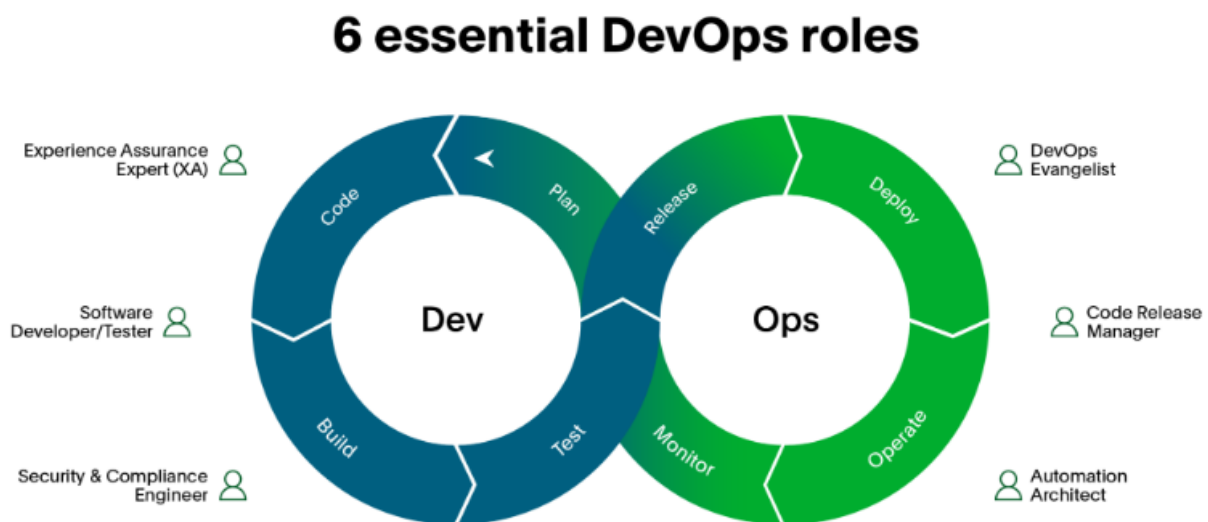 6 essential DevOps roles
Experience Assurance
Expert (XA)
Software
Developer/Tester
Security & Compliance
Engineer
Code
Plan
Build
Test
Dev
Release
Deploy
Monitor
Operate
Ops
DevOps
Evangelist
Code Release
Manager
Automation
Architect